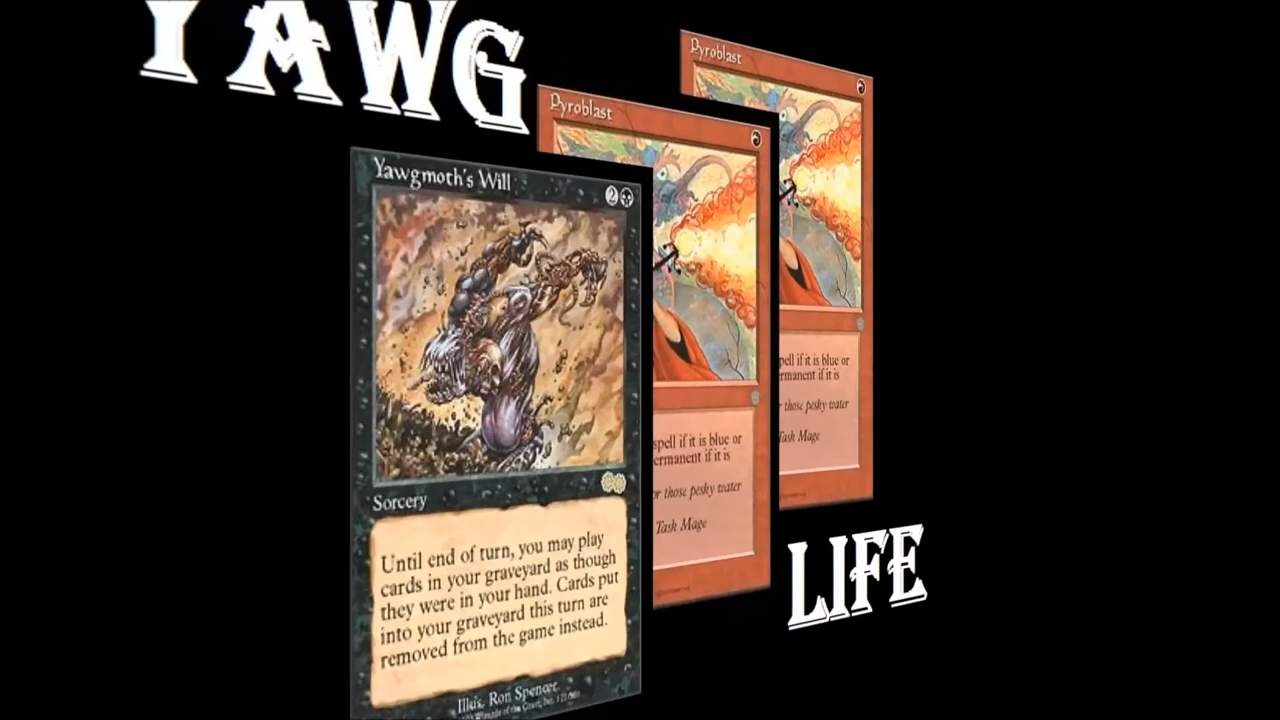 YAWG
Yawgmoth's Will
2
Sorcery
Until end of turn, you may play
cards in your graveyard as though
they were in your hand. Cards put
into your graveyard this turn are
removed from the game instead.
Illus. Ron Spencer
Pyroblast
spell if it is blue or
ermanent if it is
or those pesky water
Task Mage
Pyroblast
pell if it is blue or
rmanent if it is
those pesky water
Task Mage
LIFE